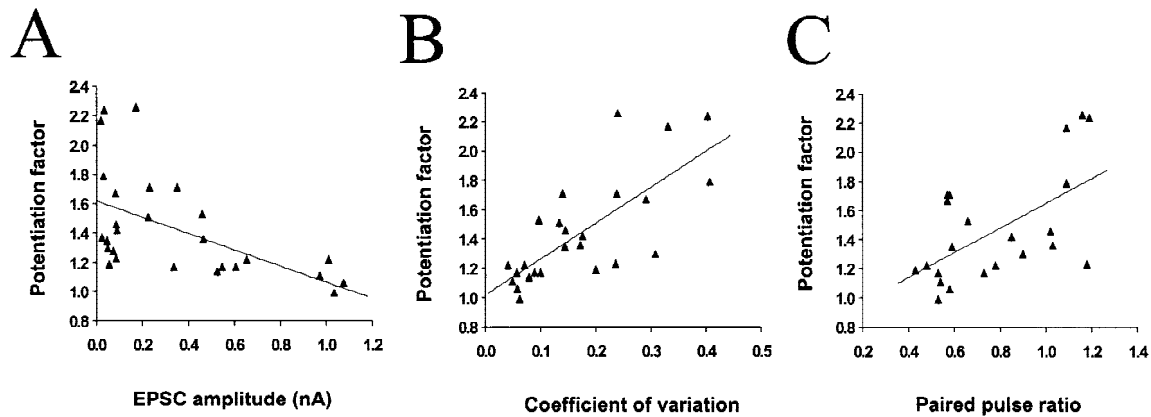 A
B
C
Potentiation factor
2.4
2.2
2.0
1.8
1.6
1.4
1.2
1.0
0.8
0.0 0.2 0.4 0.6 0.8 1.0 1.2
EPSC amplitude (nA)
Potentiation factor
2.4
2.2
2.0
1.8
1.6
1.4
1.2
1.0
0.8
0.0 0.1 0.2 0.3 0.4 0.5
Coefficient of variation
Potentiation factor
2.4
2.2
2.0
1.8
1.6
1.4
1.2
1.0
0.8
0.4 0.6 0.8 1.0 1.2 1.4
Paired pulse ratio